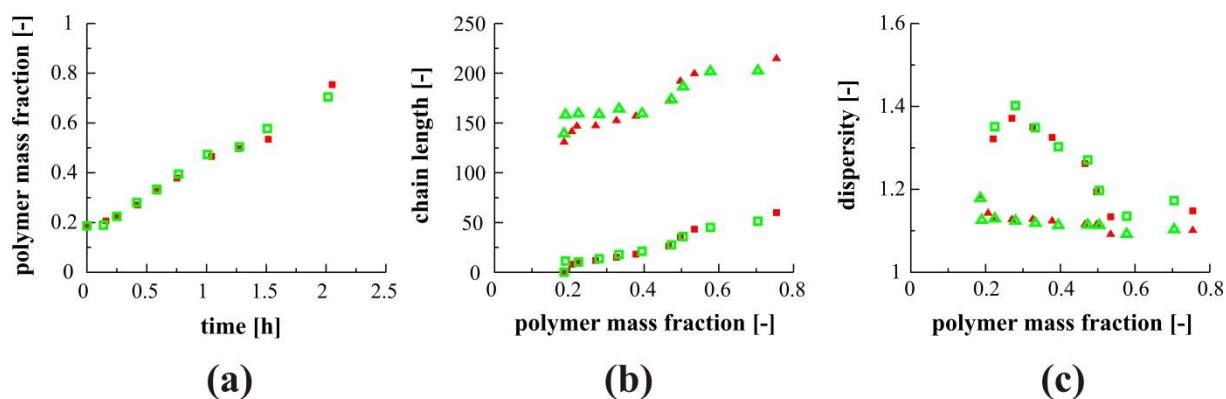 polymer mass fraction [-]
1
0.8
0.6
0.4
0.2
0
0 0.5 1 1.5 2 2.5
time [h]
(a)
chain length [-]
250
200
150
100
50
0
0 0.2 0.4 0.6 0.8
polymer mass fraction [-]
(b)
dispersity [-]
1.6
1.4
1.2
1
0 0.2 0.4 0.6 0.8
polymer mass fraction [-]
(c)